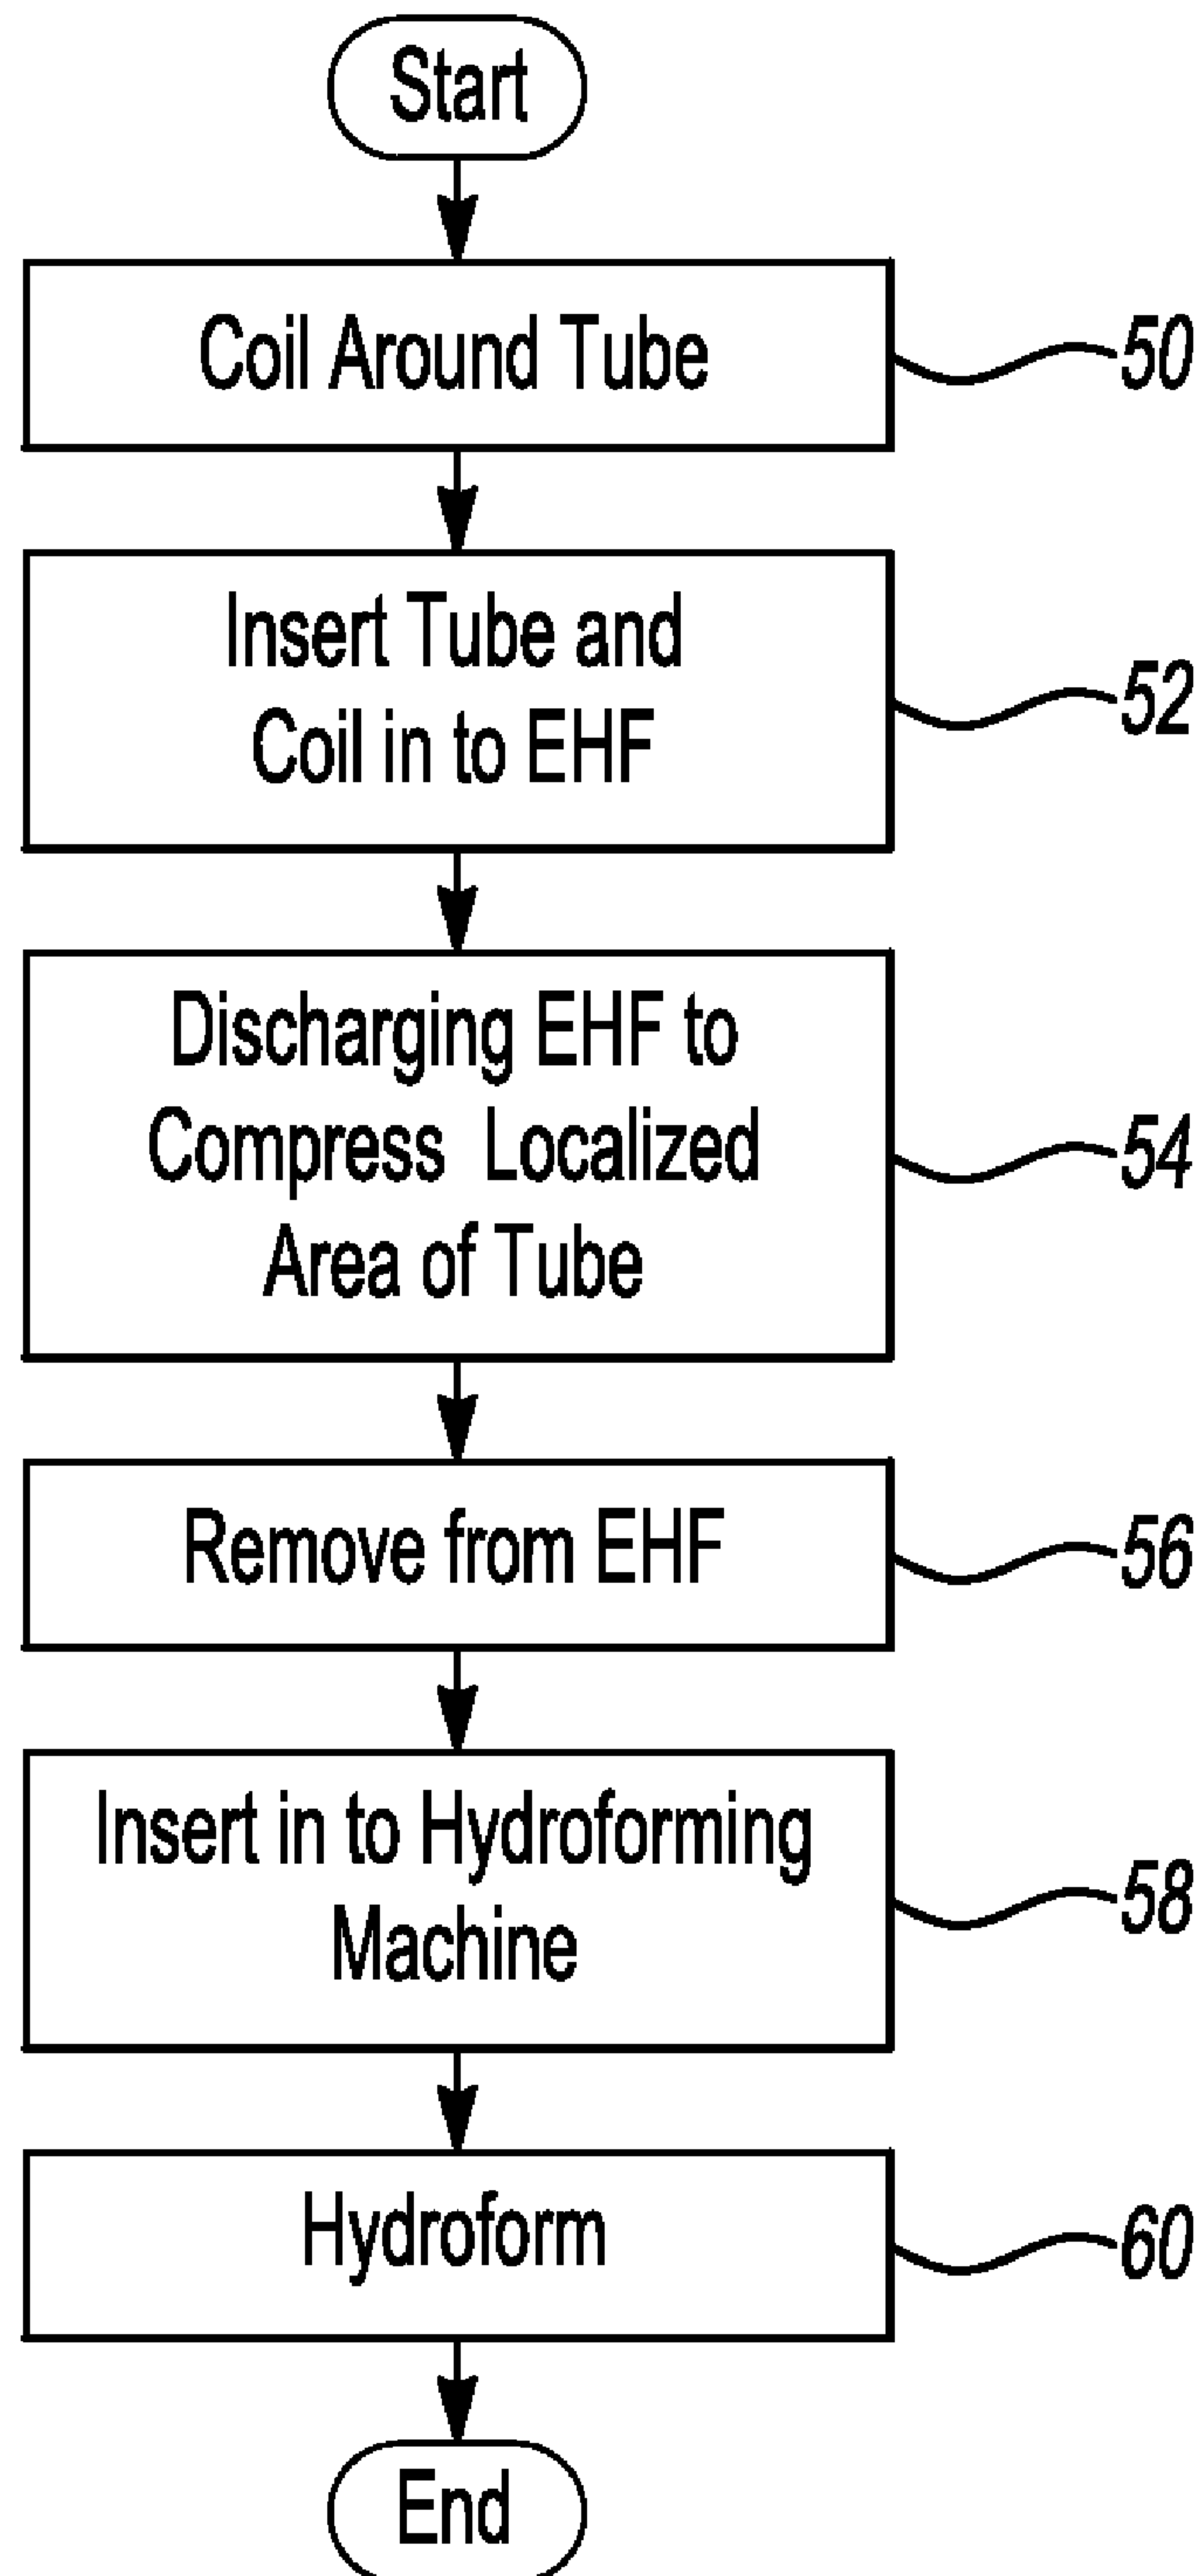 Start
Coil Around Tube
50
Insert Tube and
Coil in to EHF
52
Discharging EHF to
Compress Localized
Area of Tube
54
Remove from EHF
56
Insert in to Hydroforming
Machine
58
Hydroform
60
End